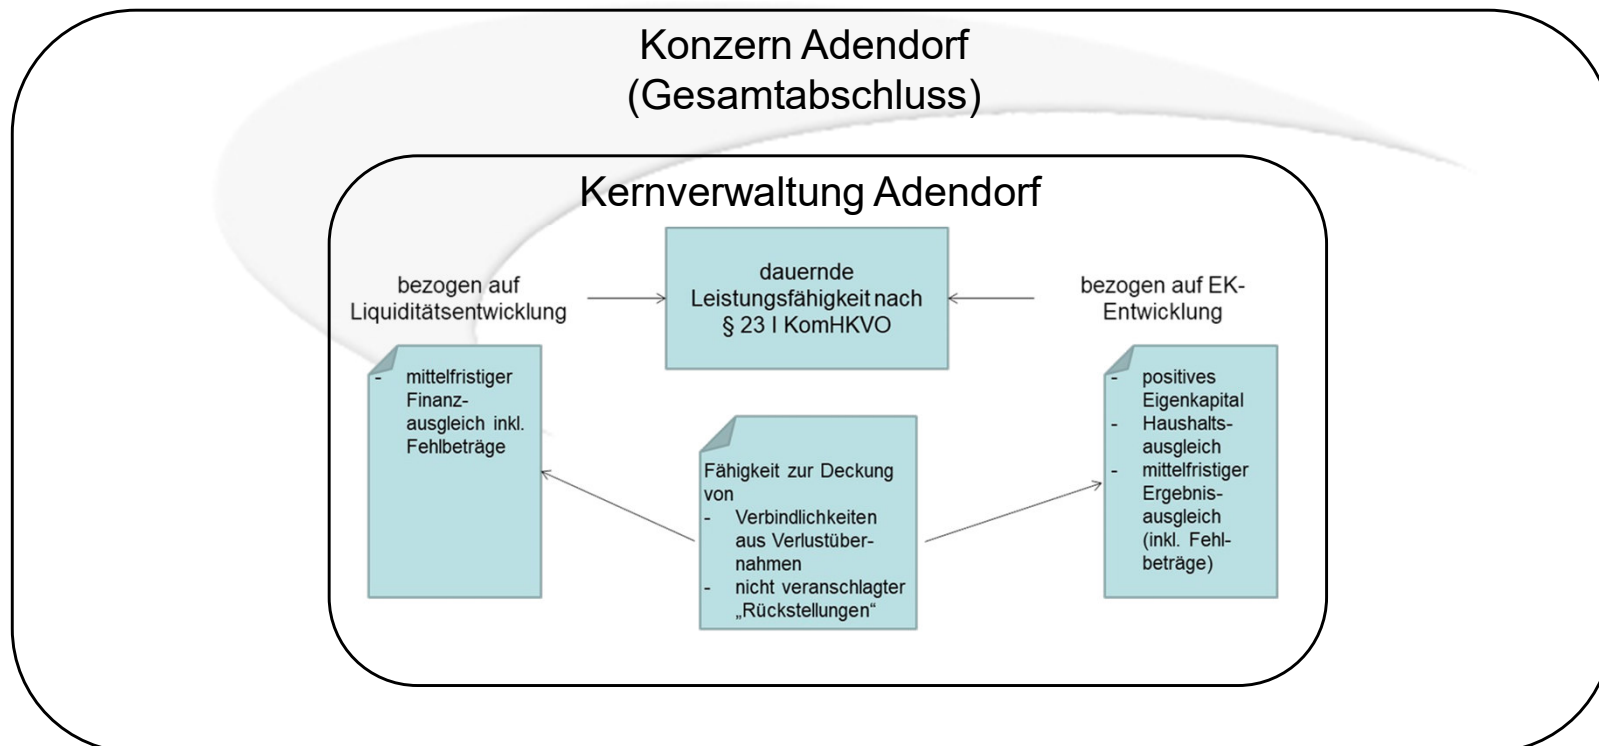 Konzern Adendorf
(Gesamtabschluss)
Kernverwaltung Adendorf
bezogen auf
Liquiditätsentwicklung
dauernde
Leistungsfähigkeit nach
§ 23 I KomHKVO
bezogen auf EK-
Entwicklung
- mittelfristiger
Finanz-
ausgleich inkl.
Fehlbeträge
Fähigkeit zur Deckung
von
- Verbindlichkeiten
aus Verlustüber-
nahmen
- nicht veranschlagter
„Rückstellungen“
- positives
Eigenkapital
- Haushalts-
ausgleich
- mittelfristiger
Ergebnis-
ausgleich
(inkl. Fehl-
beträge)